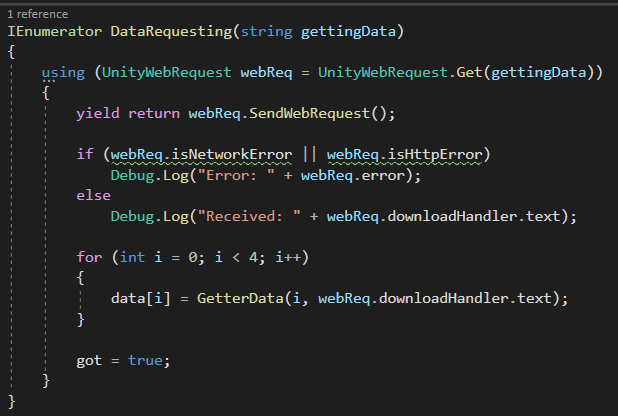 1 reference
IEnumerator DataRequesting(string gettingData)
{
    using (UnityWebRequest webReq = UnityWebRequest.Get(gettingData))
    {
        yield return webReq.SendWebRequest();

        if (webReq.isNetworkError || webReq.isHttpError)
            Debug.Log("Error: " + webReq.error);
        else
            Debug.Log("Received: " + webReq.downloadHandler.text);

        for (int i = 0; i < 4; i++)
        {
            data[i] = GetterData(i, webReq.downloadHandler.text);
        }

        got = true;
    }
}